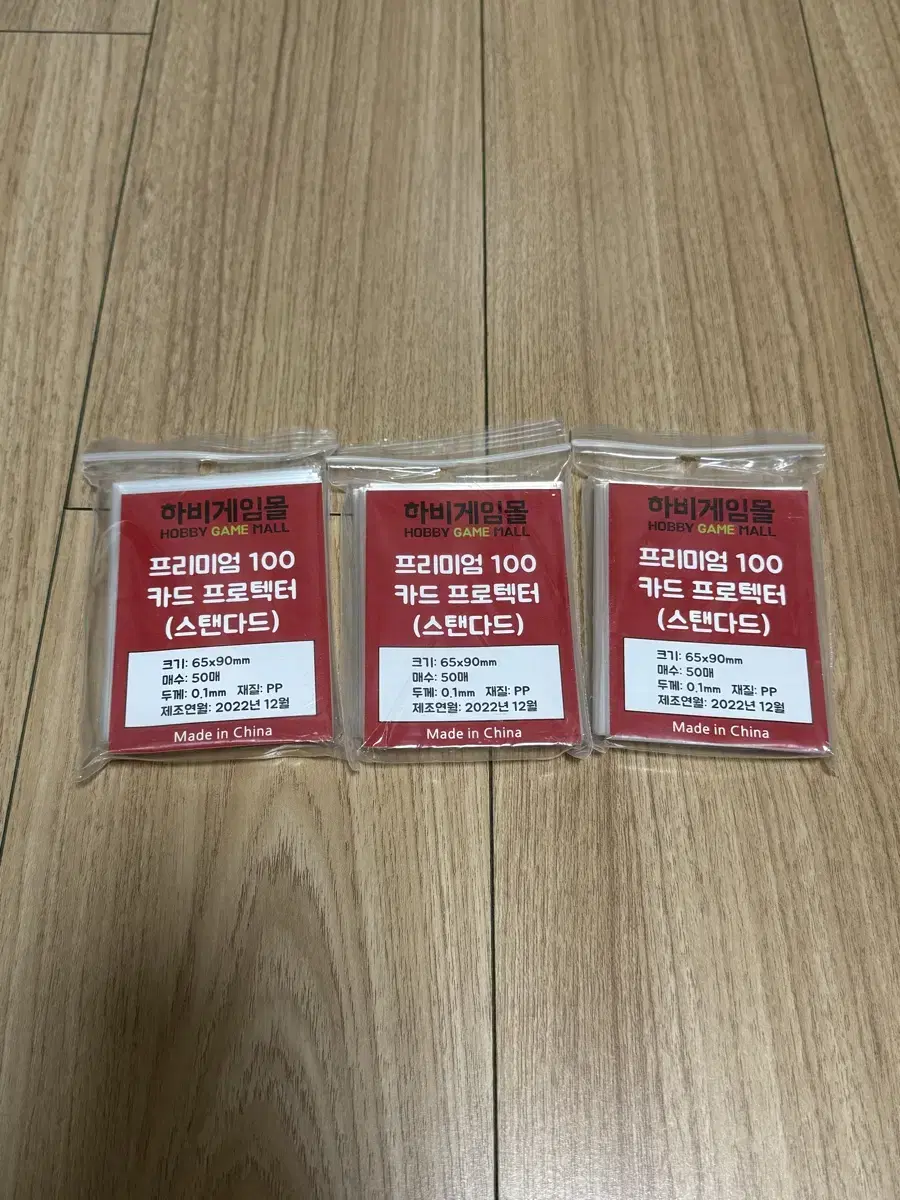 하비게임몰
HOBBY GAME MALL
프리미엄 100
카드 프로텍터
(스탠다드)
크기: 65x90mm
매수: 50매
두께: 0.1mm 재질: PP
제조연월: 2022년 12월
Made in China
하비게임몰
HOBBY GAME MALL
프리미엄 100
카드 프로텍터
(스탠다드)
크기: 65x90mm
매수: 50매
두께: 0.1mm 재질: PP
제조연월: 2022년 12월
Made in China
하비게임몰
HOBBY GAME MALL
프리미엄 100
카드 프로텍터
(스탠다드)
크기: 65x90mm
매수: 50매
두께: 0.1mm 재질: PP
제조연월: 2022년 12월
Made in China